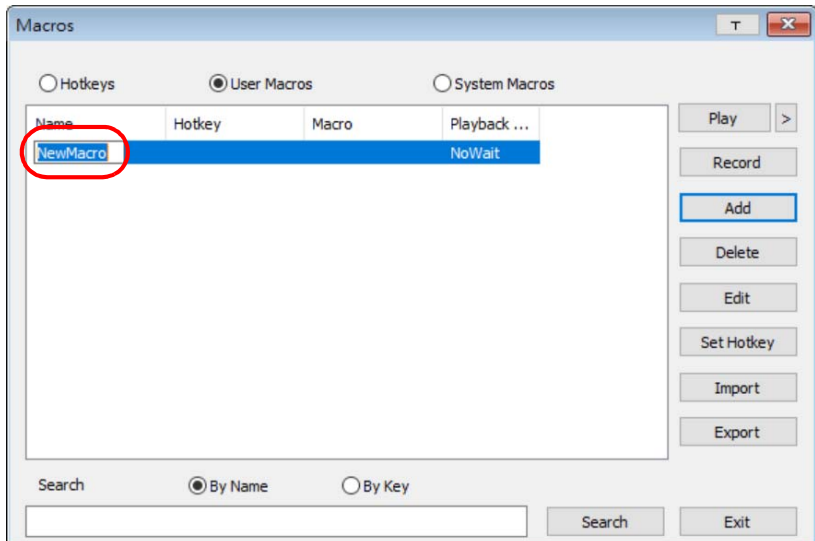 Macros T
Hotkeys User Macros System Macros
Name Hotkey Macro Playback ... Play >
NewMacro NoWait
Record
Add
Delete
Edit
Set Hotkey
Import
Export
Search By Name By Key
Search Exit